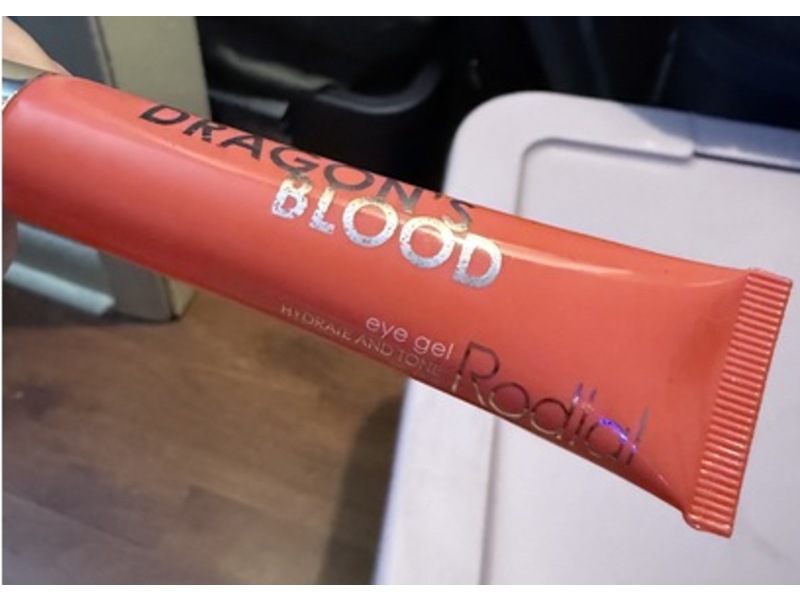 DRAGON'S
BLOOD
eye gel
HYDRATE AND TONE
Rodial